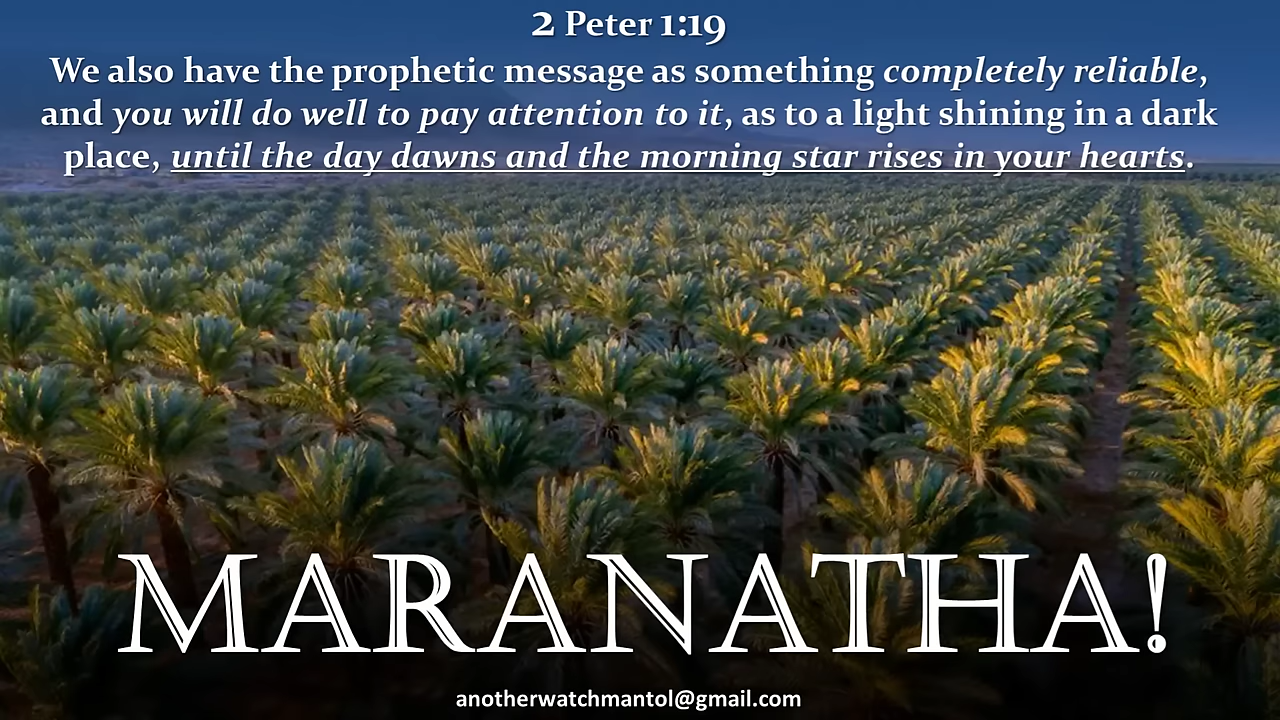 2 Peter 1:19
We also have the prophetic message as something completely reliable,
and you will do well to pay attention to it, as to a light shining in a dark
place, until the day dawns and the morning star rises in your hearts.
MARANATHA!
anotherwatchmantol@gmail.com